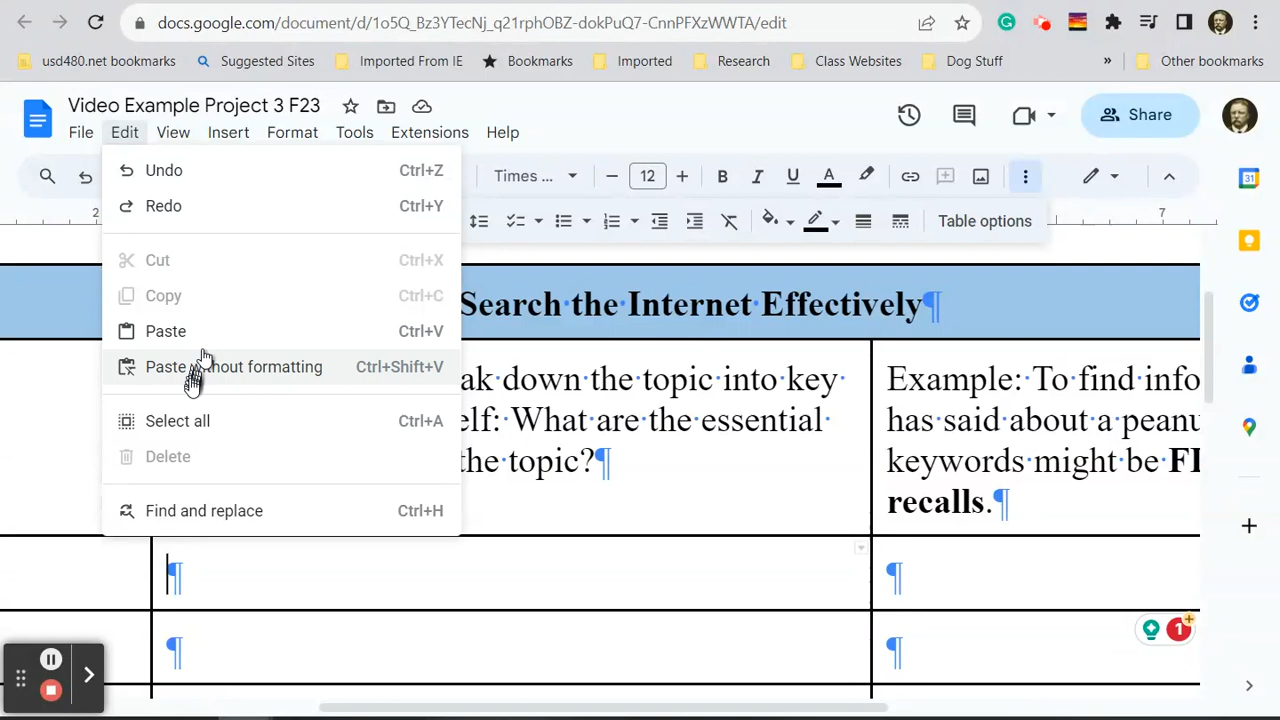 docs.google.com/document/d/1o5Q_Bz3YTecNj_q21rphOBZ-dokPuQ7-CnnPFXzWWTA/edit
usd480.net bookmarks Suggested Sites Imported From IE Bookmarks Imported Research Class Websites Dog Stuff » Other bookmarks
Video Example Project 3 F23
File Edit View Insert Format Tools Extensions Help
Share
Undo Ctrl+Z
Redo Ctrl+Y
Cut Ctrl+X
Copy Ctrl+C
Paste Ctrl+V
Paste without formatting Ctrl+Shift+V
Select all Ctrl+A
Delete
Find and replace Ctrl+H
Times ... 12 B I U A
Table options
2 7
31
Search the Internet Effectively¶
ak down the topic into key
elf: What are the essential
the topic?¶
Example: To find info
has said about a peanu
keywords might be
recalls.¶
¶ ¶
¶ ¶
1